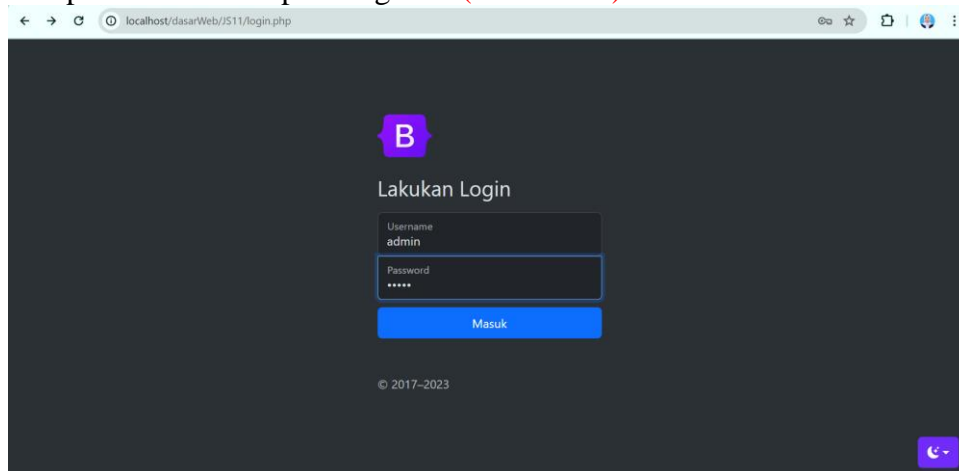 localhost/dasarWeb/JS11/login.php
B
Lakukan Login
Username
admin
Password
•••••
Masuk
© 2017–2023